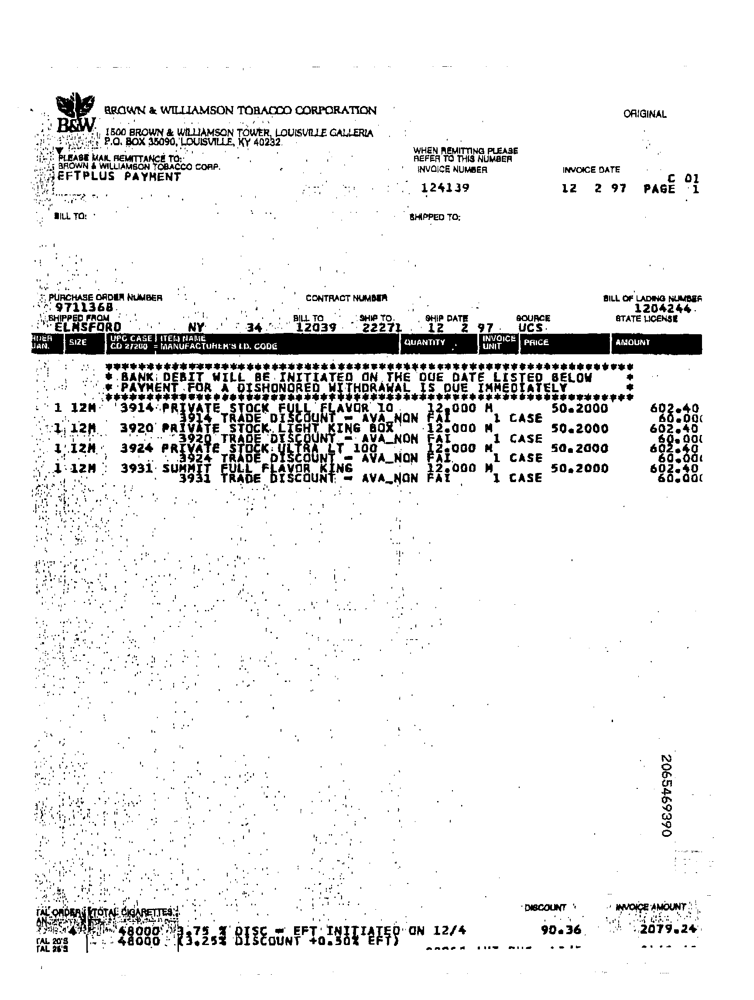 BROWN & WILLIAMSON TOBACCO CORPORATION
ORIGINAL
B&W
1500 BROWN & WILLIAMSON TOWER, LOUISVILLE GALLERIA
P.O. BOX 35090, LOUISVILLE, KY 40232
PLEASE MAIL REMITTANCE TO:
BROWN & WILLIAMSON TOBACCO CORP.
EFTPLUS PAYMENT
WHEN REMITTING PLEASE
REFER TO THIS NUMBER
INVOICE NUMBER INVOICE DATE C 01
124139 12 2 97 PAGE 1
BILL TO: SHIPPED TO:
PURCHASE ORDER NUMBER CONTRACT NUMBER BILL OF LADING NUMBER
9711368 1204244
SHIPPED FROM BILL TO SHIP TO SHIP DATE SOURCE STATE LICENSE
ELMSFORD NY 34 12039 22271 12 2 97 UCS
SIZE UPC CASE ITEM NAME QUANTITY INVOICE UNIT PRICE AMOUNT
CD 27200 = MANUFACTURER'S I.D. CODE
****************************************************
* BANK DEBIT WILL BE INITIATED ON THE DUE DATE LISTED BELOW *
* PAYMENT FOR A DISHONORED WITHDRAWAL IS DUE IMMEDIATELY *
****************************************************
1 12M 3914 PRIVATE STOCK FULL FLAVOR 10 12.000 M 50.2000 602.40
3914 TRADE DISCOUNT - AVA_NON FAI 1 CASE 60.00(
1 12M 3920 PRIVATE STOCK LIGHT KING BOX 12.000 M 50.2000 602.40
3920 TRADE DISCOUNT - AVA_NON FAI 1 CASE 60.00(
1 12M 3924 PRIVATE STOCK ULTRA LT 100 12.000 M 50.2000 602.40
3924 TRADE DISCOUNT - AVA_NON FAI 1 CASE 60.00(
1 12M 3931 SUMMIT FULL FLAVOR KING 12.000 M 50.2000 602.40
3931 TRADE DISCOUNT - AVA_NON FAI 1 CASE 60.00(
2065469390
TAL ORDER TOTAL CIGARETTES DISCOUNT INVOICE AMOUNT
48000 3.75 % DISC - EFT INITIATED ON 12/4 90.36 2079.24
TAL 20'S 48000 (3.25% DISCOUNT +0.50% EFT)
TAL 25'S